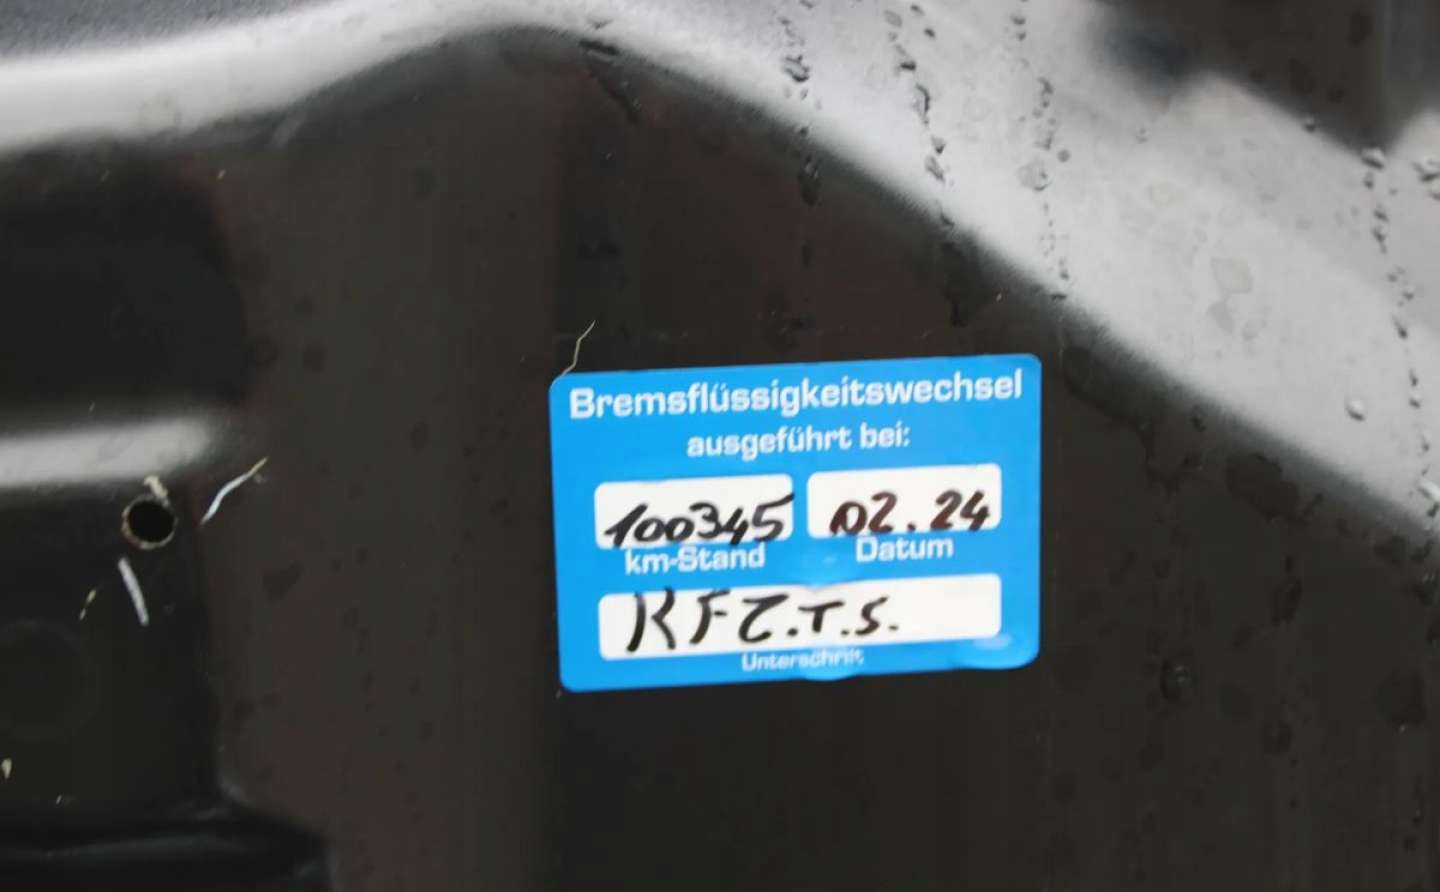 Bremsflüssigkeitswechsel
ausgeführt bei:
100345 02.24
km-Stand Datum
KFZ.T.S.
Unterschrift